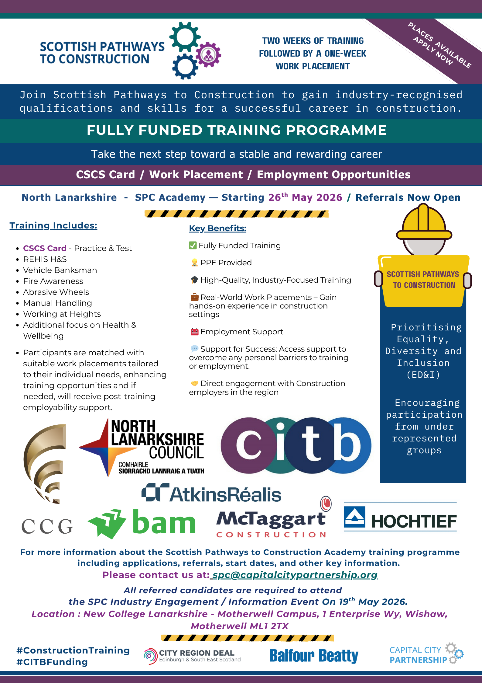 SCOTTISH PATHWAYS
TO CONSTRUCTION
TWO WEEKS OF TRAINING
FOLLOWED BY A ONE-WEEK
WORK PLACEMENT
PLACES AVAILABLE
APPLY NOW
Join Scottish Pathways to Construction to gain industry-recognised
qualifications and skills for a successful career in construction.
FULLY FUNDED TRAINING PROGRAMME
Take the next step toward a stable and rewarding career
CSCS Card / Work Placement / Employment Opportunities
North Lanarkshire - SPC Academy — Starting 26th May 2026 / Referrals Now Open
Training Includes:
• CSCS Card - Practice & Test
• REHIS H&S
• Vehicle Banksman
• Fire Awareness
• Abrasive Wheels
• Manual Handling
• Working at Heights
• Additional focus on Health &
Wellbeing
• Participants are matched with
suitable work placements tailored
to their individual needs, enhancing
training opportunities and if
needed, will receive post-training
employability support.
Key Benefits:
✅ Fully Funded Training
PPE Provided
🎓 High-Quality, Industry-Focused Training
Real-World Work Placements – Gain
hands-on experience in construction
settings
Employment Support
Support for Success: Access support to
overcome any personal barriers to training
or employment.
Direct engagement with Construction
employers in the region
SCOTTISH PATHWAYS
TO CONSTRUCTION
Prioritising
Equality,
Diversity and
Inclusion
(ED&I)
Encouraging
participation
from under
represented
groups
CCG
NORTH
LANARKSHIRE
COUNCIL
COMHAIRLE
SIORRACHD LANNRAIG A TUATH
citb
AtkinsRéalis
bam
McTaggart
CONSTRUCTION
HOCHTIEF
For more information about the Scottish Pathways to Construction Academy training programme
including applications, referrals, start dates, and other key information.
Please contact us at: spc@capitalcitypartnership.org
All referred candidates are required to attend
the SPC Industry Engagement / Information Event On 19th May 2026.
Location : New College Lanarkshire - Motherwell Campus, 1 Enterprise Wy, Wishaw,
Motherwell ML1 2TX
#ConstructionTraining
#CITBFunding
CITY REGION DEAL
Edinburgh & South East Scotland
Balfour Beatty
CAPITAL CITY
PARTNERSHIP